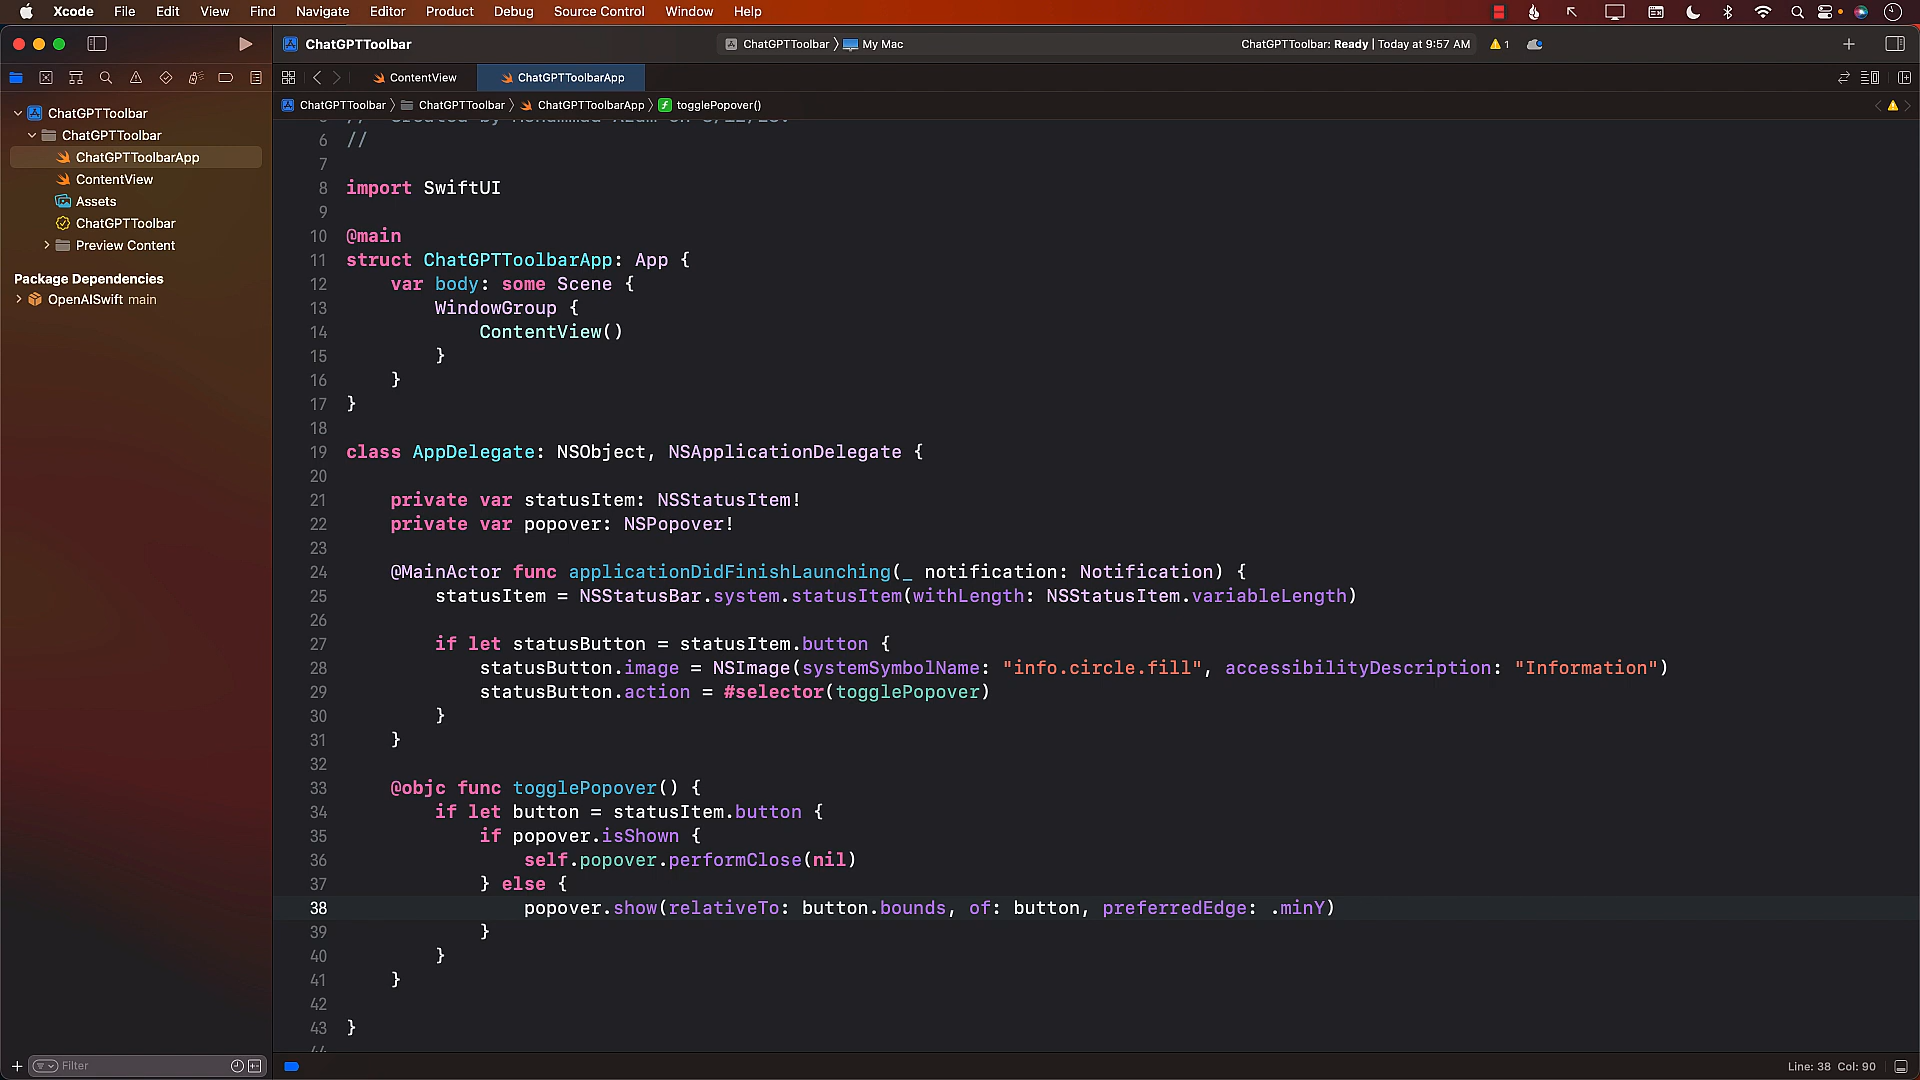 Xcode File Edit View Find Navigate Editor Product Debug Source Control Window Help
ChatGPTToolbar
ChatGPTToolbar My Mac
ChatGPTToolbar: Ready | Today at 9:57 AM
1
ContentView
ChatGPTToolbarApp
ChatGPTToolbar ChatGPTToolbar ChatGPTToolbarApp togglePopover()
ChatGPTToolbar
ChatGPTToolbar
ChatGPTToolbarApp
ContentView
Assets
ChatGPTToolbar
Preview Content
Package Dependencies
OpenAISwift main
6 //
7
8 import SwiftUI
9
10 @main
11 struct ChatGPTToolbarApp: App {
12 var body: some Scene {
13 WindowGroup {
14 ContentView()
15 }
16 }
17 }
18
19 class AppDelegate: NSObject, NSApplicationDelegate {
20
21 private var statusItem: NSStatusItem!
22 private var popover: NSPopover!
23
24 @MainActor func applicationDidFinishLaunching(_ notification: Notification) {
25 statusItem = NSStatusBar.system.statusItem(withLength: NSStatusItem.variableLength)
26
27 if let statusButton = statusItem.button {
28 statusButton.image = NSImage(systemSymbolName: "info.circle.fill", accessibilityDescription: "Information")
29 statusButton.action = #selector(togglePopover)
30 }
31 }
32
33 @objc func togglePopover() {
34 if let button = statusItem.button {
35 if popover.isShown {
36 self.popover.performClose(nil)
37 } else {
38 popover.show(relativeTo: button.bounds, of: button, preferredEdge: .minY)
39 }
40 }
41 }
42
43 }
44
Filter
Line: 38 Col: 90